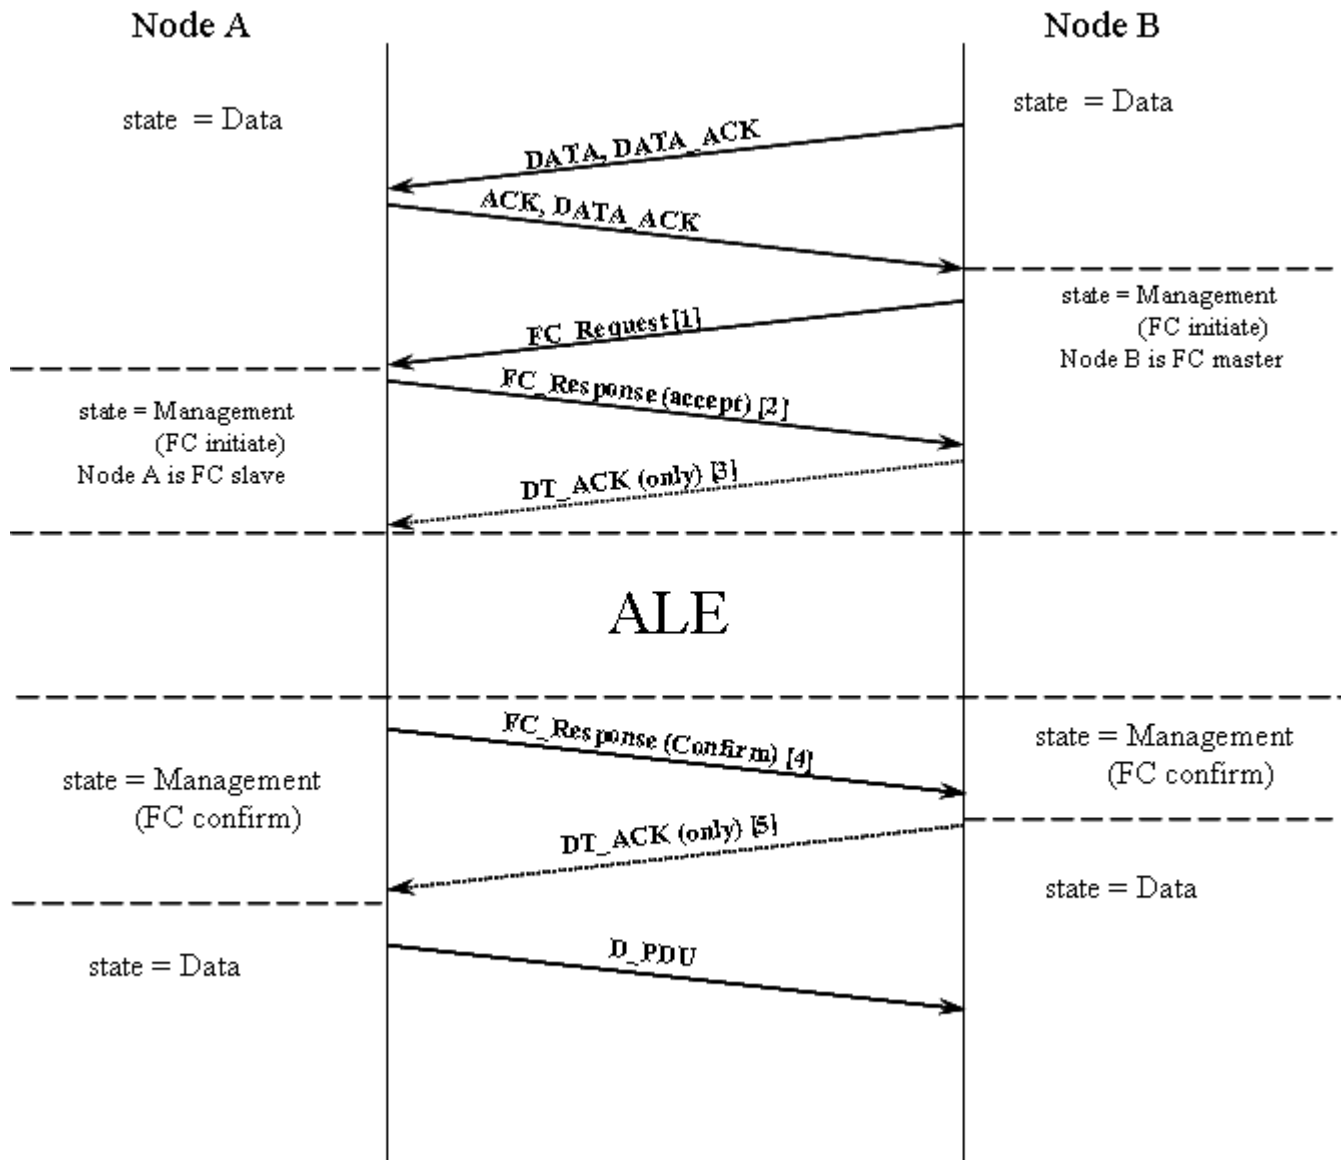 Node A
Node B
state = Data
state = Data
DATA, DATA_ACK
ACK, DATA_ACK
state = Management
(FC initiate)
Node B is FC master
FC_Request[1]
FC_Response (accept) [2]
state = Management
(FC initiate)
Node A is FC slave
DT_ACK (only) [3]
ALE
FC_Response (Confirm) [4]
state = Management
(FC confirm)
state = Management
(FC confirm)
DT_ACK (only) [5]
state = Data
D_PDU
state = Data